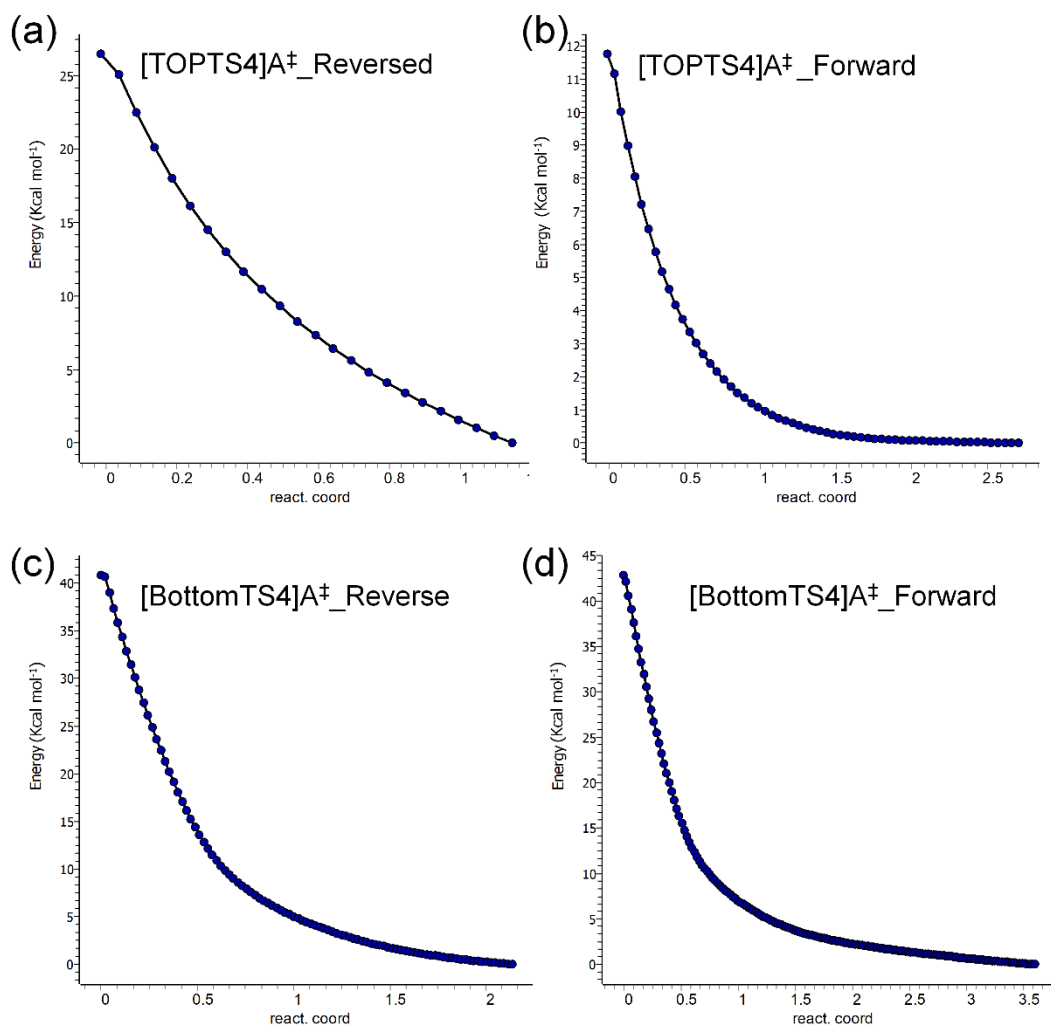 (a)
[TOPTS4]A‡_Reversed
Energy (Kcal mol⁻¹)
25
20
15
10
5
0
0 0.2 0.4 0.6 0.8 1 1
react. coord
(b)
[TOPTS4]A‡_Forward
Energy (Kcal mol⁻¹)
12
11
10
9
8
7
6
5
4
3
2
1
0
0 0.5 1 1.5 2 2.5
react. coord
(c)
[BottomTS4]A‡_Reverse
Energy (Kcal mol⁻¹)
40
35
30
25
20
15
10
5
0
0 0.5 1 1.5 2
react. coord
(d)
[BottomTS4]A‡_Forward
Energy (Kcal mol⁻¹)
45
40
35
30
25
20
15
10
5
0
0 0.5 1 1.5 2 2.5 3 3.5
react. coord